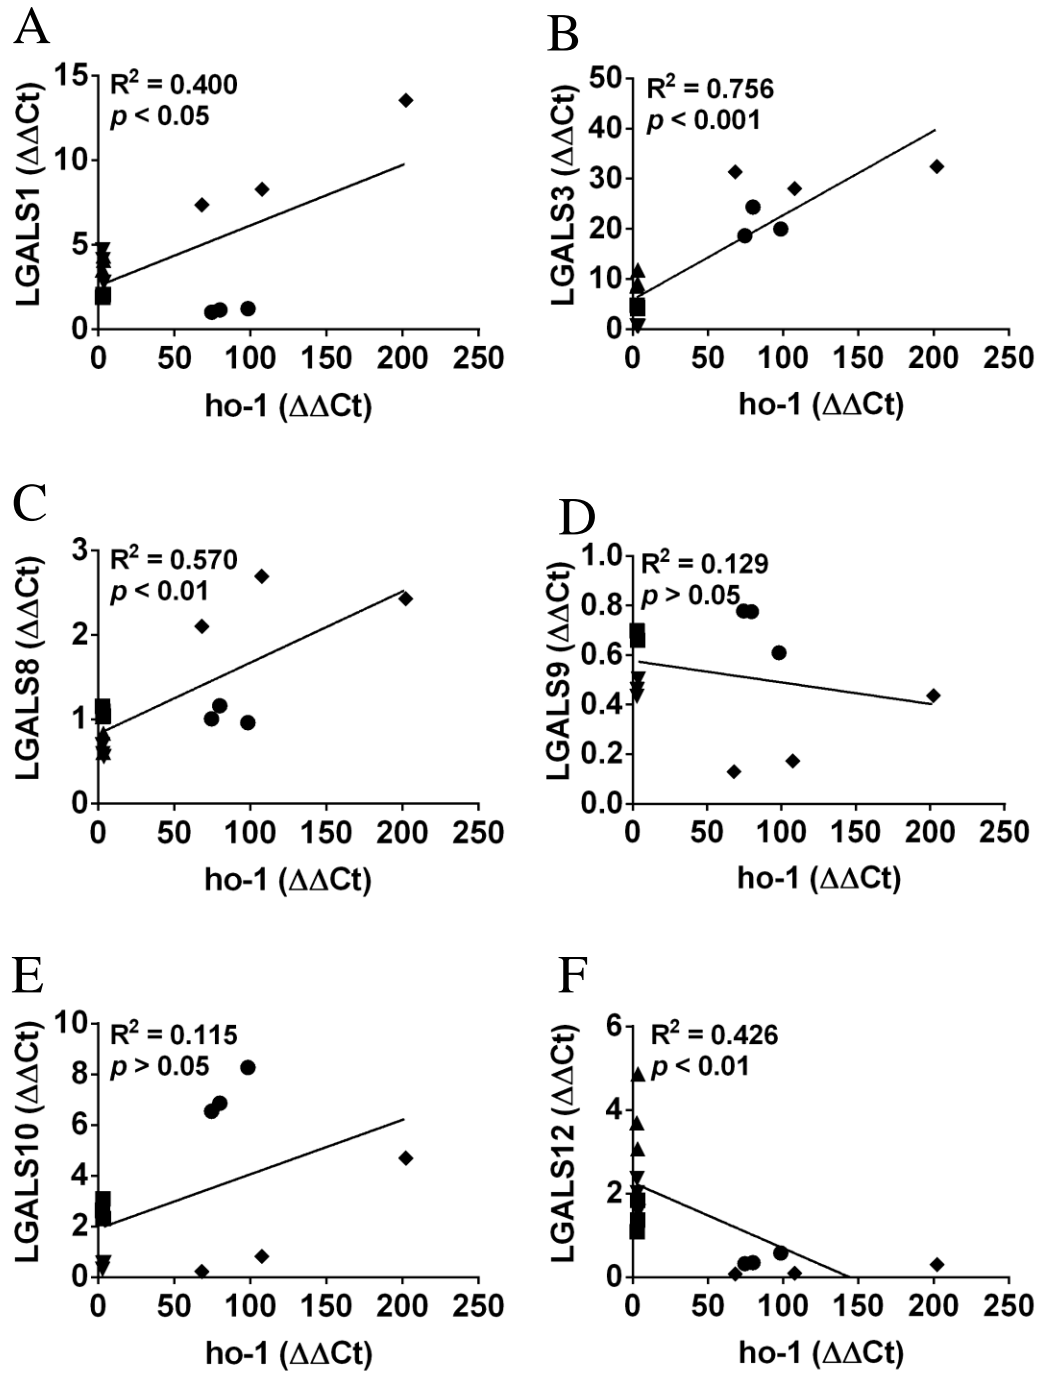 A
LGALS1 (ΔΔCt)
R² = 0.400
p < 0.05
15
10
5
0
0 50 100 150 200 250
ho-1 (ΔΔCt)
B
LGALS3 (ΔΔCt)
R² = 0.756
p < 0.001
50
40
30
20
10
0
0 50 100 150 200 250
ho-1 (ΔΔCt)
C
LGALS8 (ΔΔCt)
R² = 0.570
p < 0.01
3
2
1
0
0 50 100 150 200 250
ho-1 (ΔΔCt)
D
LGALS9 (ΔΔCt)
R² = 0.129
p > 0.05
1.0
0.8
0.6
0.4
0.2
0.0
0 50 100 150 200 250
ho-1 (ΔΔCt)
E
LGALS10 (ΔΔCt)
R² = 0.115
p > 0.05
10
8
6
4
2
0
0 50 100 150 200 250
ho-1 (ΔΔCt)
F
LGALS12 (ΔΔCt)
R² = 0.426
p < 0.01
6
4
2
0
0 50 100 150 200 250
ho-1 (ΔΔCt)